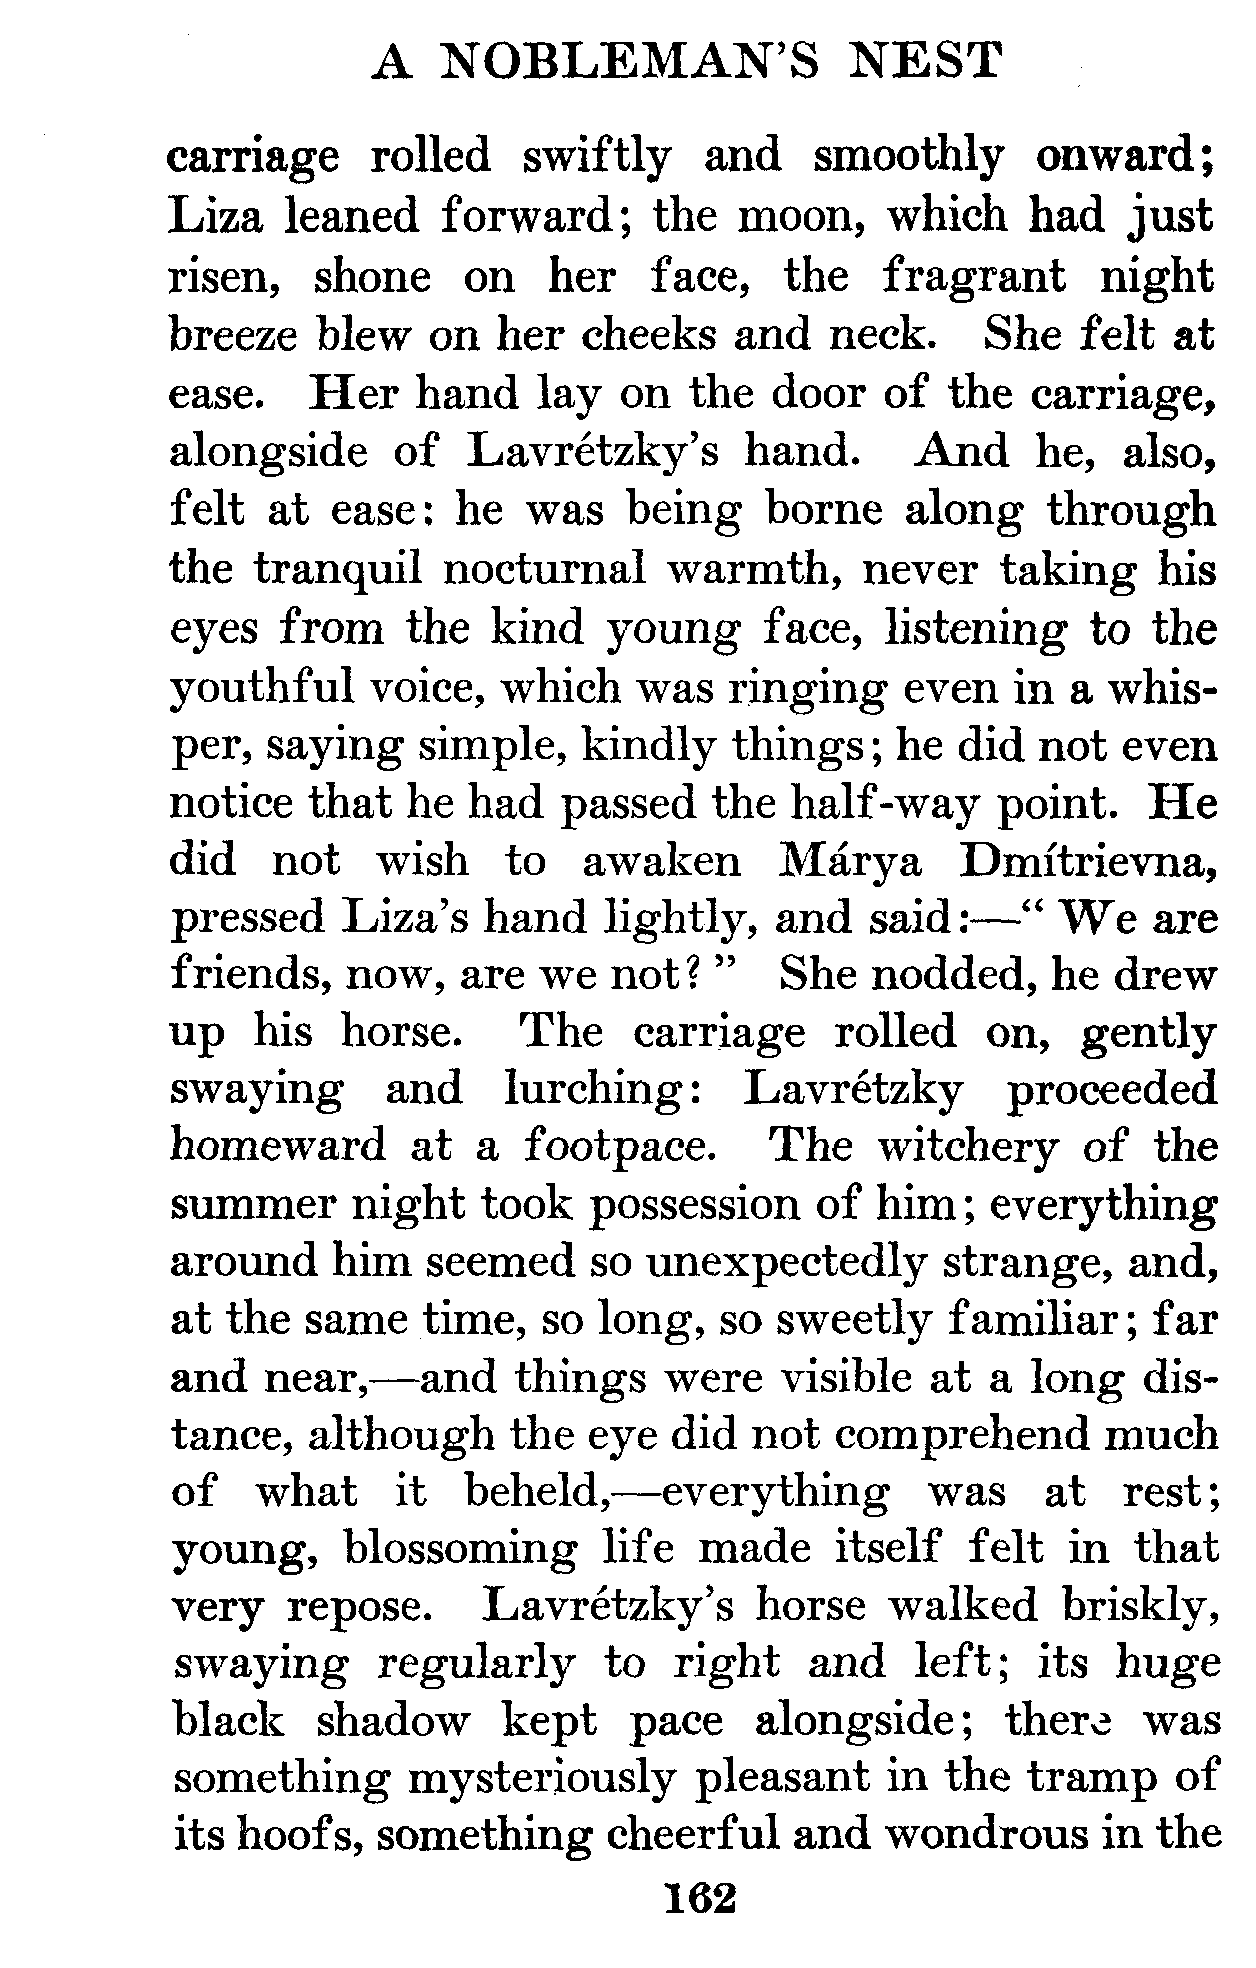 A NOBLEMAN'S NEST
carriage rolled swiftly and smoothly onward;
Liza leaned forward; the moon, which had just
risen, shone on her face, the fragrant night
breeze blew on her cheeks and neck. She felt at
ease. Her hand lay on the door of the carriage,
alongside of Lavrétzky's hand. And he, also,
felt at ease: he was being borne along through
the tranquil nocturnal warmth, never taking his
eyes from the kind young face, listening to the
youthful voice, which was ringing even in a whis-
per, saying simple, kindly things; he did not even
notice that he had passed the half-way point. He
did not wish to awaken Márya Dmítrievna,
pressed Liza's hand lightly, and said:—“ We are
friends, now, are we not? ” She nodded, he drew
up his horse. The carriage rolled on, gently
swaying and lurching: Lavrétzky proceeded
homeward at a footpace. The witchery of the
summer night took possession of him; everything
around him seemed so unexpectedly strange, and,
at the same time, so long, so sweetly familiar; far
and near,—and things were visible at a long dis-
tance, although the eye did not comprehend much
of what it beheld,—everything was at rest;
young, blossoming life made itself felt in that
very repose. Lavrétzky's horse walked briskly,
swaying regularly to right and left; its huge
black shadow kept pace alongside; there was
something mysteriously pleasant in the tramp of
its hoofs, something cheerful and wondrous in the
162